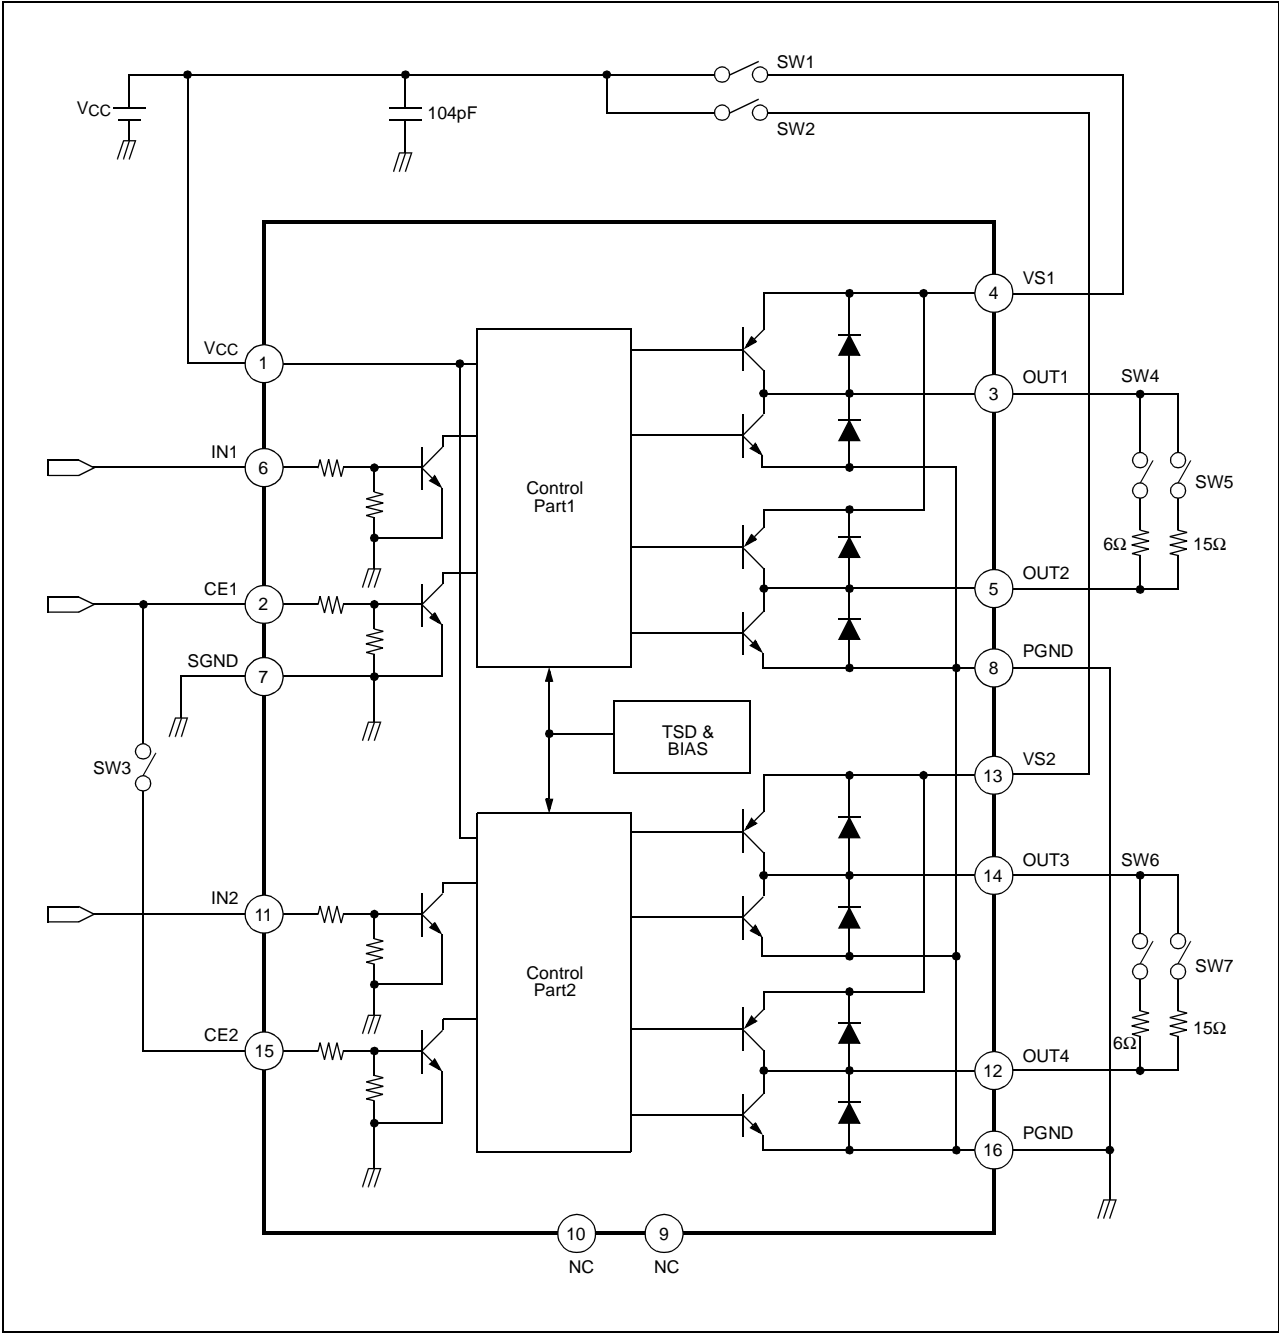 SW1
VCC
104pF
SW2
VS1
4
VCC
1
OUT1
SW4
3
IN1
6
SW5
Control
Part1
6Ω
15Ω
OUT2
5
CE1
2
SGND
7
PGND
8
TSD &
BIAS
SW3
VS2
13
OUT3
SW6
14
IN2
11
SW7
Control
Part2
6Ω
15Ω
CE2
15
OUT4
12
PGND
16
10
9
NC
NC